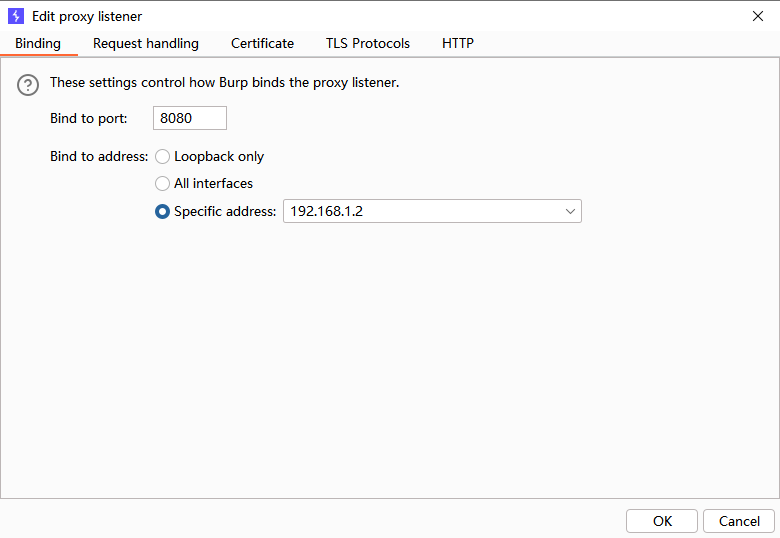 Edit proxy listener
Binding Request handling Certificate TLS Protocols HTTP
These settings control how Burp binds the proxy listener.
Bind to port: 8080
Bind to address: Loopback only
All interfaces
Specific address: 192.168.1.2
OK Cancel